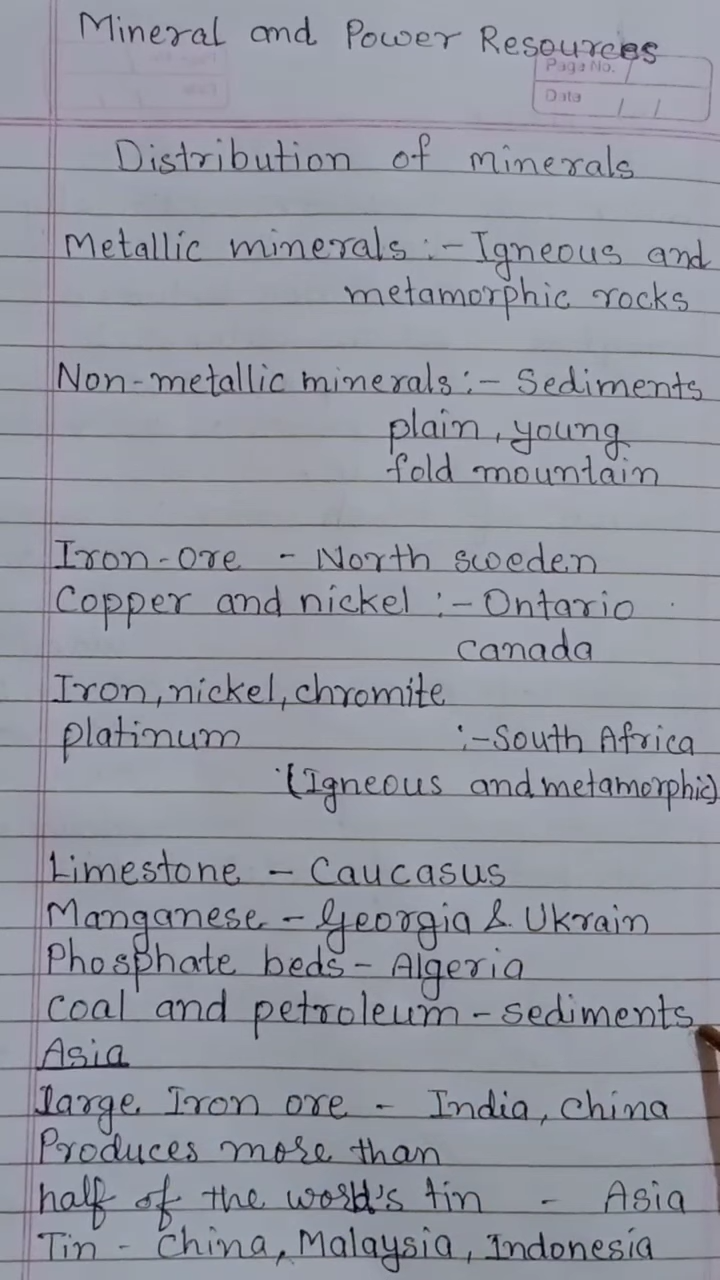 Mineral and Power Resources
Page No.
Date
Distribution of minerals
Metallic minerals :- Igneous and
metamorphic rocks
Non-metallic minerals :- Sediments
plain, young
fold mountain
Iron-ore - North sweden
Copper and nickel :- Ontario
canada
Iron, nickel, chromite
platinum :- South Africa
(Igneous and metamorphic)
Limestone - Caucasus
Manganese - Georgia & Ukrain
Phosphate beds - Algeria
coal and petroleum - sediments
Asia
large Iron ore - India, china
Produces more than
half of the world's tin - Asia
Tin - China, Malaysia, Indonesia